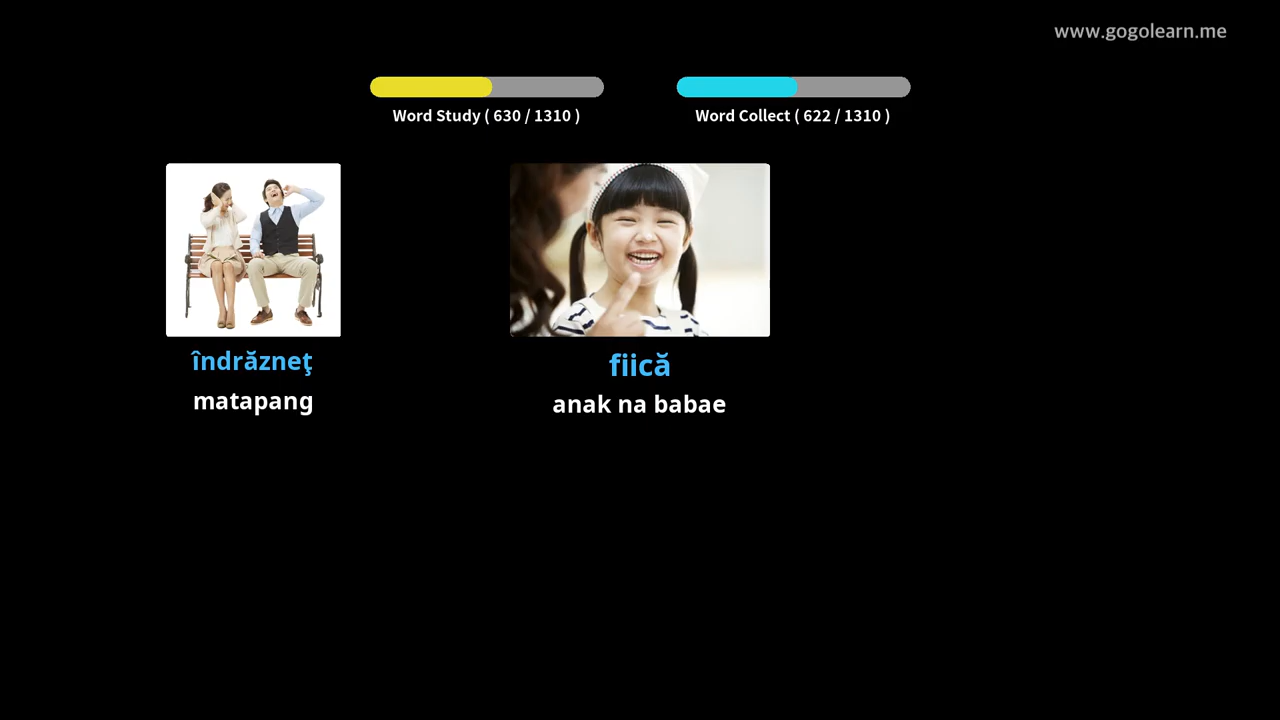 www.gogolearn.me
Word Study ( 630 / 1310 )
Word Collect ( 622 / 1310 )
îndrăzneţ
matapang
fiică
anak na babae